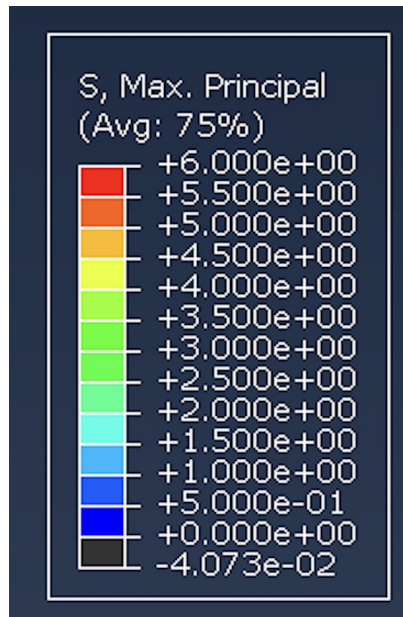 S, Max. Principal
(Avg: 75%)
+6.000e+00
+5.500e+00
+5.000e+00
+4.500e+00
+4.000e+00
+3.500e+00
+3.000e+00
+2.500e+00
+2.000e+00
+1.500e+00
+1.000e+00
+5.000e-01
+0.000e+00
-4.073e-02